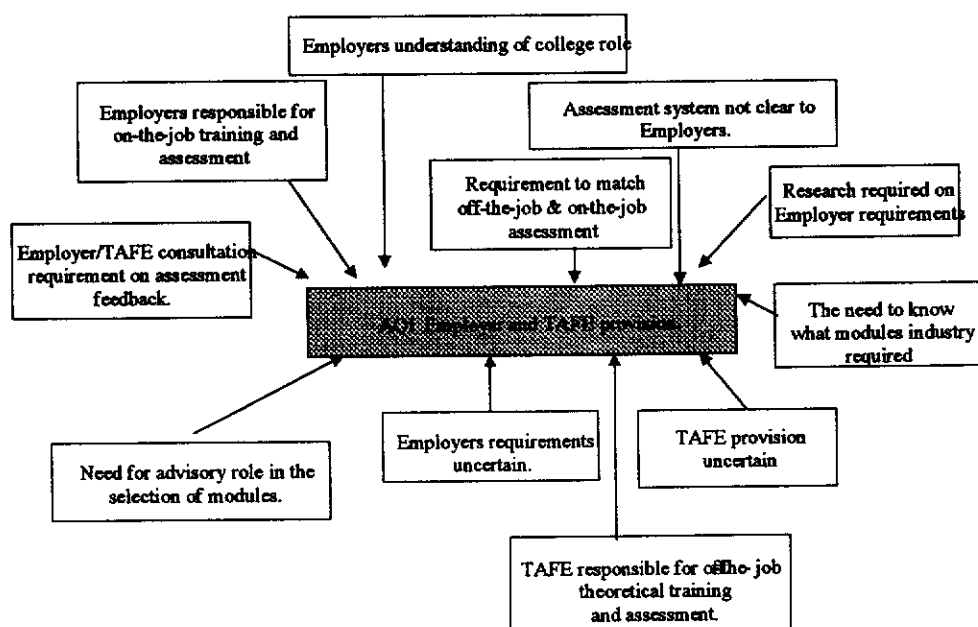 Employers understanding of college role
Employers responsible for
on-the-job training and
assessment
Assessment system not clear to
Employers.
Requirement to match
off-the-job & on-the-job
assessment
Research required on
Employer requirements
Employer/TAFE consultation
requirement on assessment
feedback.
AQ1 Employer and TAFE provision.
The need to know
what modules industry
required
Need for advisory role in the
selection of modules.
Employers requirements
uncertain.
TAFE provision
uncertain
TAFE responsible for off-the-job
theoretical training
and assessment.